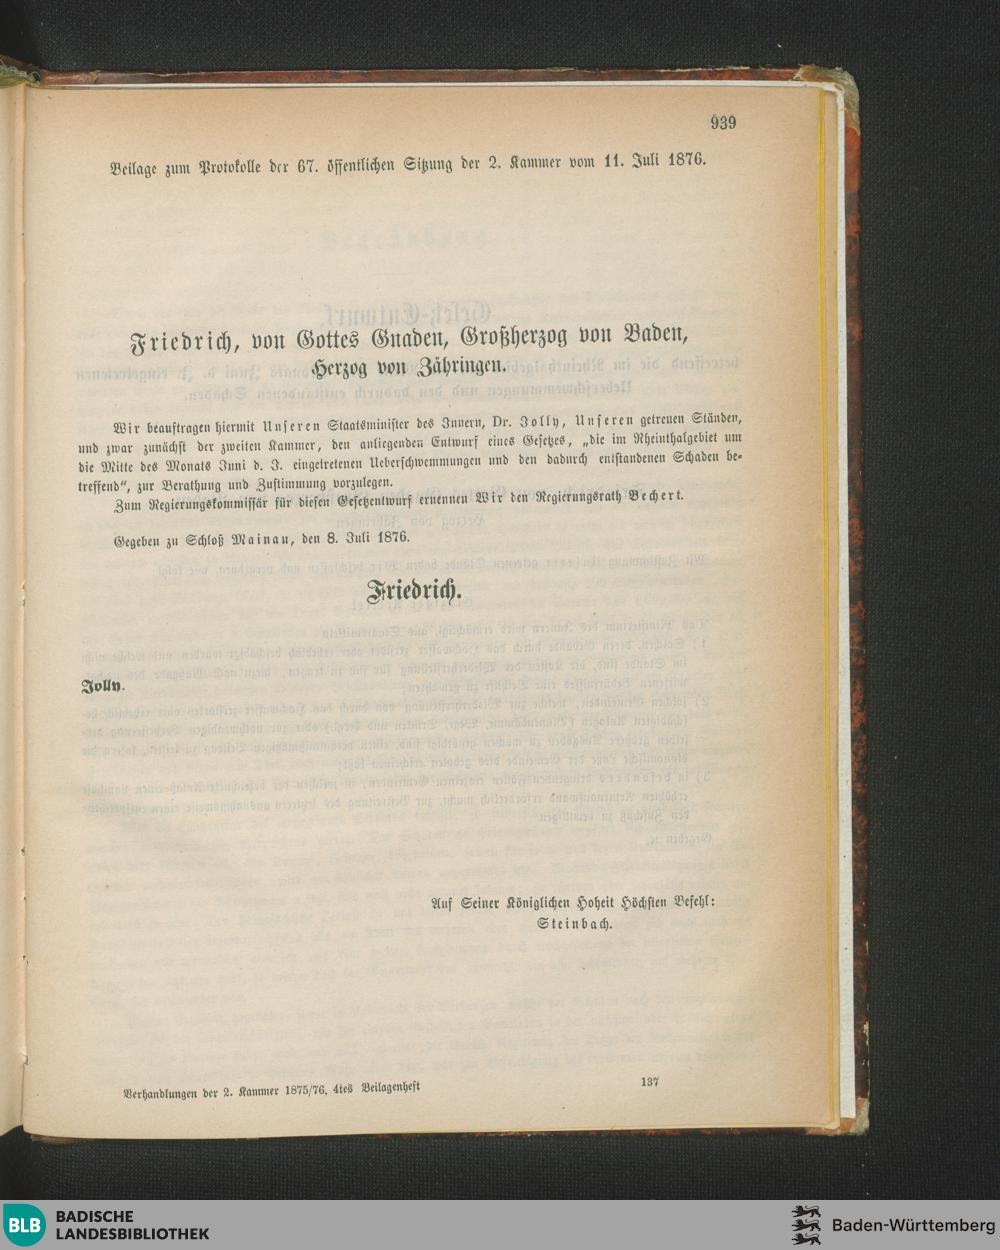 939
Beilage zum Protokolle der 67. öffentlichen Sitzung der 2. Kammer vom 11. Juli 1876.
Friedrich, von Gottes Gnaden, Großherzog von Baden,
Herzog von Zähringen.
Wir beauftragen hiermit Unseren Staatsminister des Innern, Dr. Jolly, Unseren getreuen Ständen,
und zwar zunächst der zweiten Kammer, den anliegenden Entwurf eines Gesetzes, „die im Rheinthalgebiet um
die Mitte des Monats Juni d. J. eingetretenen Ueberschwemmungen und den dadurch entstandenen Schaden be-
treffend“, zur Berathung und Zustimmung vorzulegen.
Zum Regierungskommissär für diesen Gesetzentwurf ernennen Wir den Regierungsrath Bechert.
Gegeben zu Schloß Mainau, den 8. Juli 1876.
Friedrich.
Jolly.
Auf Seiner Königlichen Hoheit Höchsten Befehl:
Steinbach.
Verhandlungen der 2. Kammer 1875/76, 4tes Beilagenheft
137
BLB
BADISCHE
LANDESBIBLIOTHEK
Baden-Württemberg